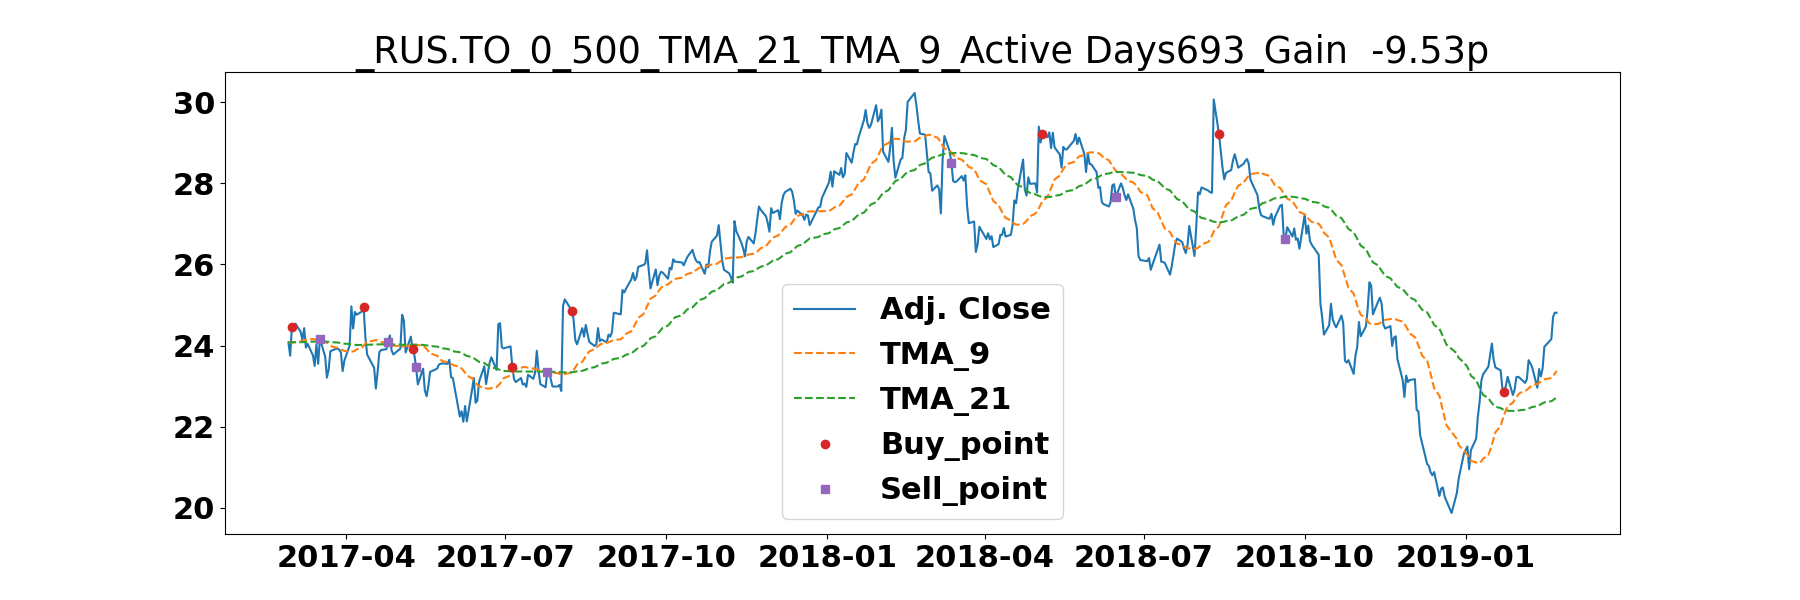 _RUS.TO_0_500_TMA_21_TMA_9_Active Days693_Gain  -9.53p
30
28
26
24
22
20
Adj. Close
TMA_9
TMA_21
Buy_point
Sell_point
2017-04 2017-07 2017-10 2018-01 2018-04 2018-07 2018-10 2019-01